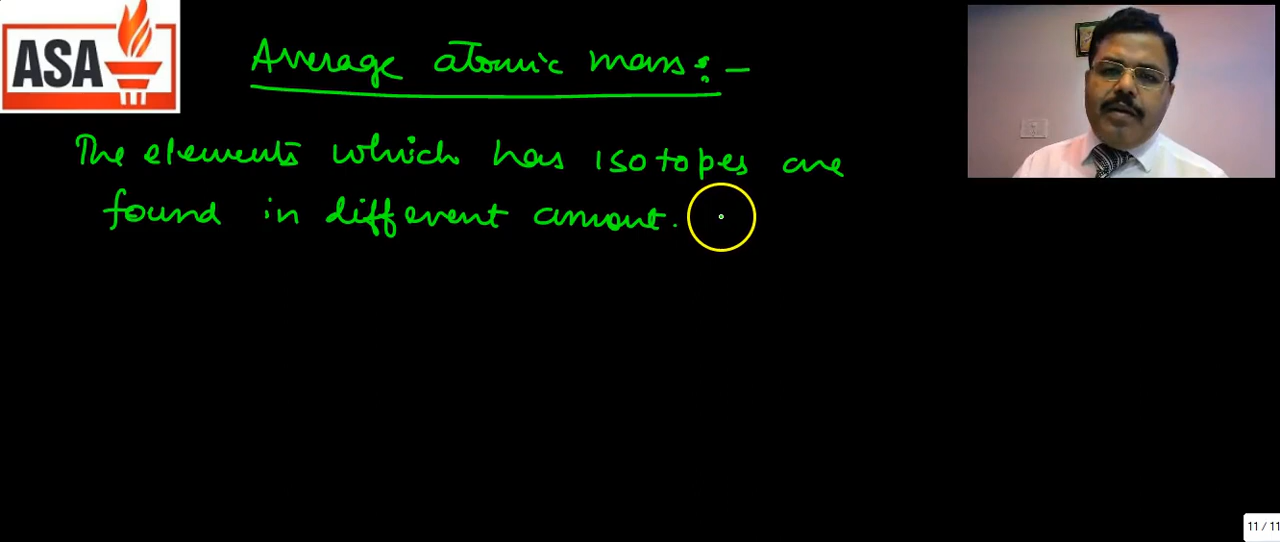 ASA
Average atomic mass:-
The elements which has isotopes are
found in different amount.
11/11